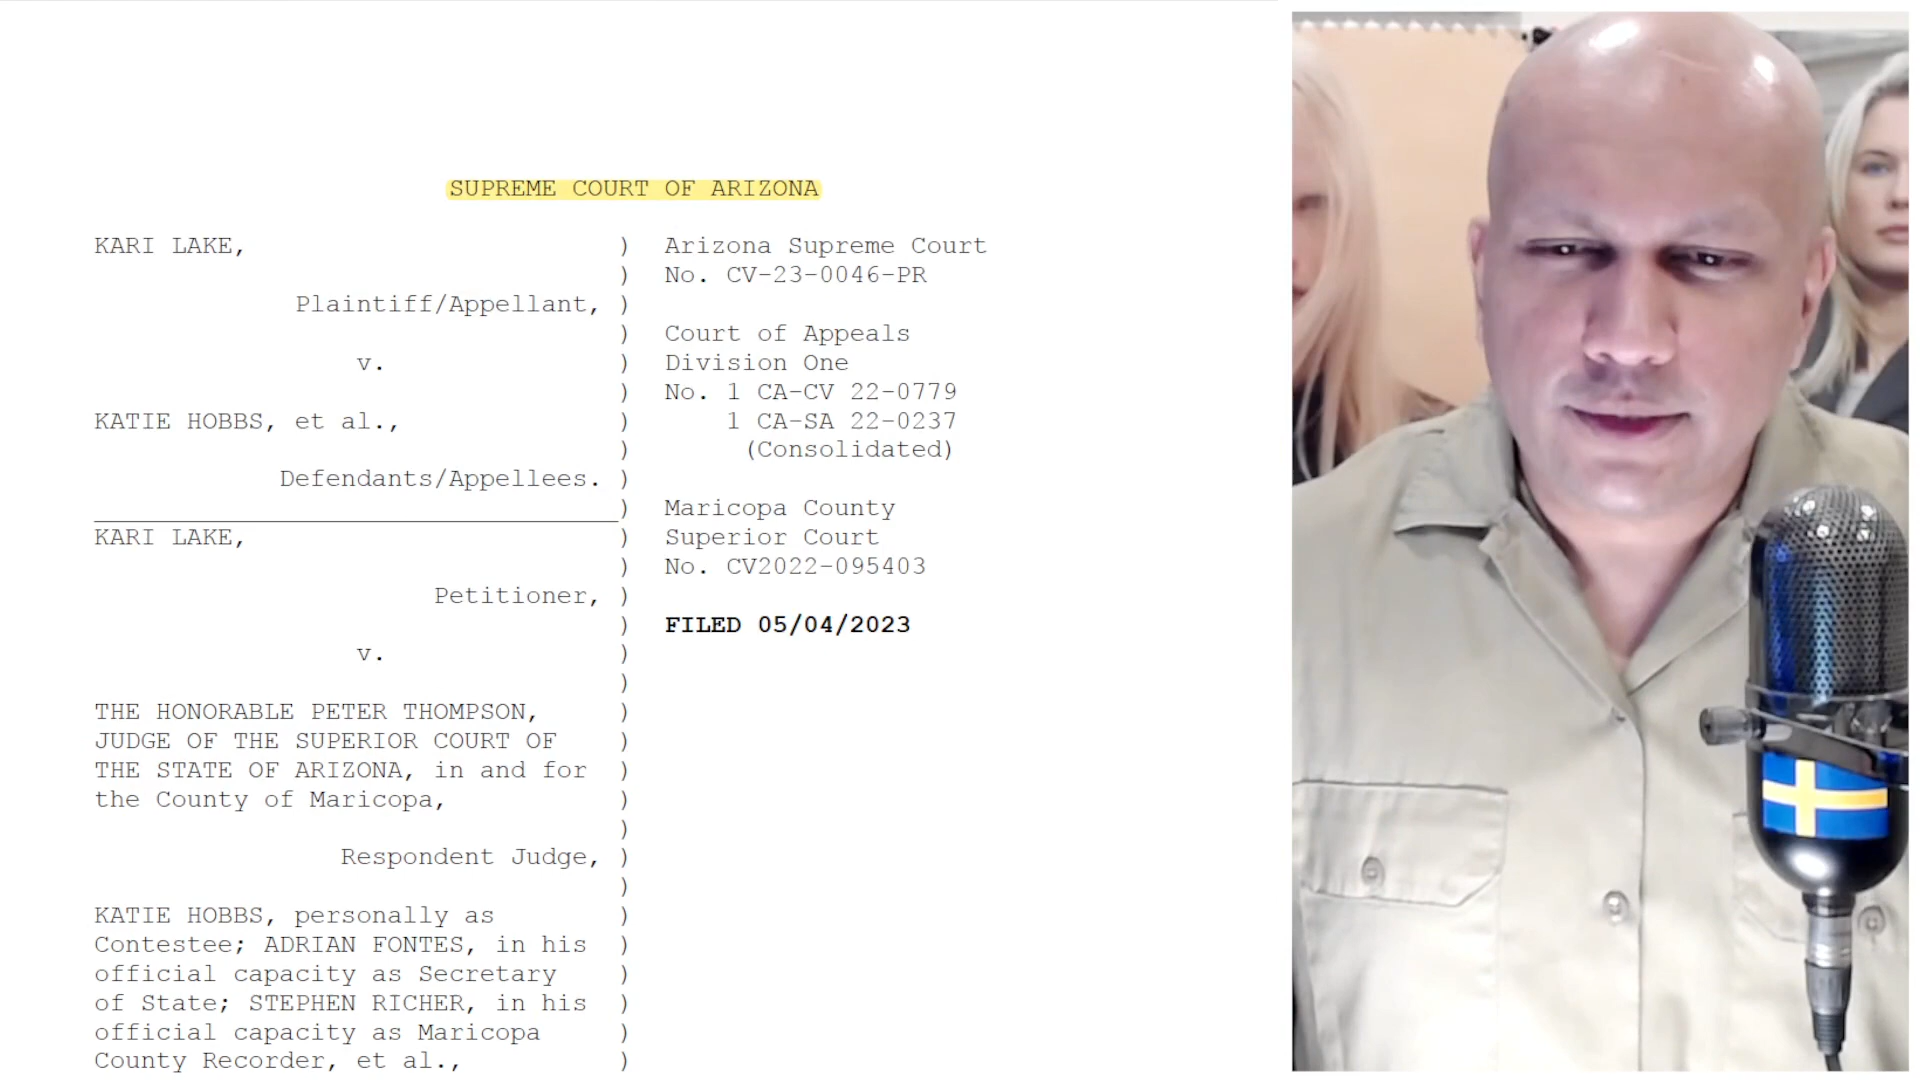 SUPREME COURT OF ARIZONA
KARI LAKE, )
Plaintiff/Appellant, )
)
v. )
)
KATIE HOBBS, et al., )
)
Defendants/Appellees. )
)
KARI LAKE, )
)
Petitioner, )
)
v. )
)
THE HONORABLE PETER THOMPSON, )
JUDGE OF THE SUPERIOR COURT OF )
THE STATE OF ARIZONA, in and for )
the County of Maricopa, )
)
Respondent Judge, )
)
KATIE HOBBS, personally as )
Contestee; ADRIAN FONTES, in his )
official capacity as Secretary )
of State; STEPHEN RICHER, in his )
official capacity as Maricopa )
County Recorder, et al., )
Arizona Supreme Court
No. CV-23-0046-PR
Court of Appeals
Division One
No. 1 CA-CV 22-0779
1 CA-SA 22-0237
(Consolidated)
Maricopa County
Superior Court
No. CV2022-095403
FILED 05/04/2023